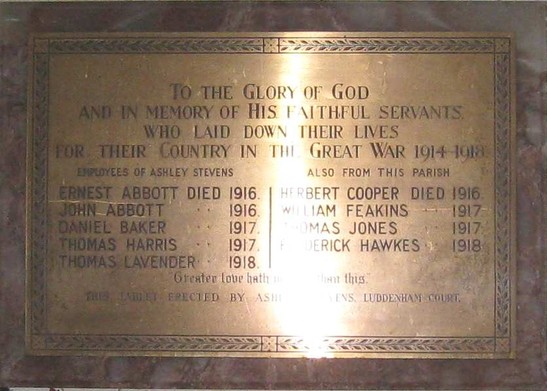 TO THE GLORY OF GOD
AND IN MEMORY OF HIS FAITHFUL SERVANTS,
WHO LAID DOWN THEIR LIVES
FOR THEIR COUNTRY IN THE GREAT WAR 1914-1918
EMPLOYEES OF ASHLEY STEVENS
ERNEST ABBOTT DIED 1916.
JOHN ABBOTT " 1916.
DANIEL BAKER " 1917.
THOMAS HARRIS " 1917.
THOMAS LAVENDER " 1918.
ALSO FROM THIS PARISH
HERBERT COOPER DIED 1916.
WILLIAM FEAKINS " 1917.
THOMAS JONES " 1917.
HAWKES " 1918.
"Greater love hath than this."
THIS TABLET ERECTED BY LUDDENHAM COURT.